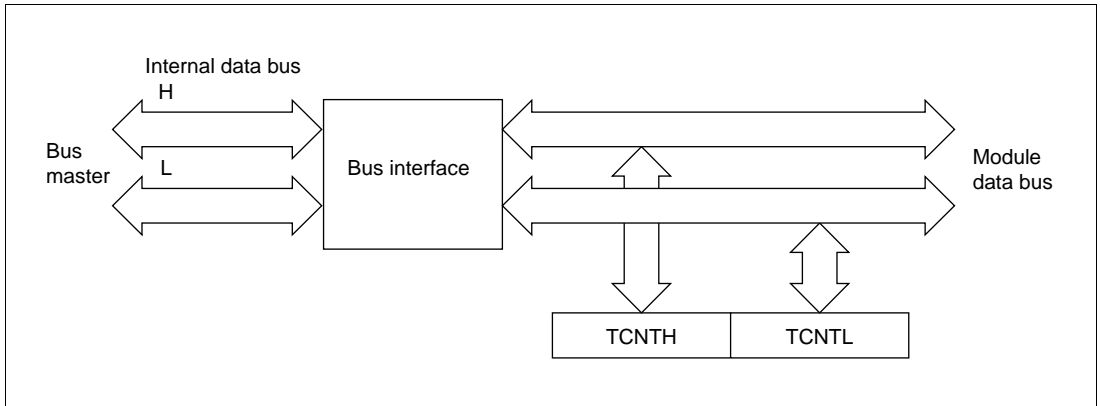 Internal data bus
H
Bus
master
L
Bus interface
Module
data bus
TCNTH
TCNTL